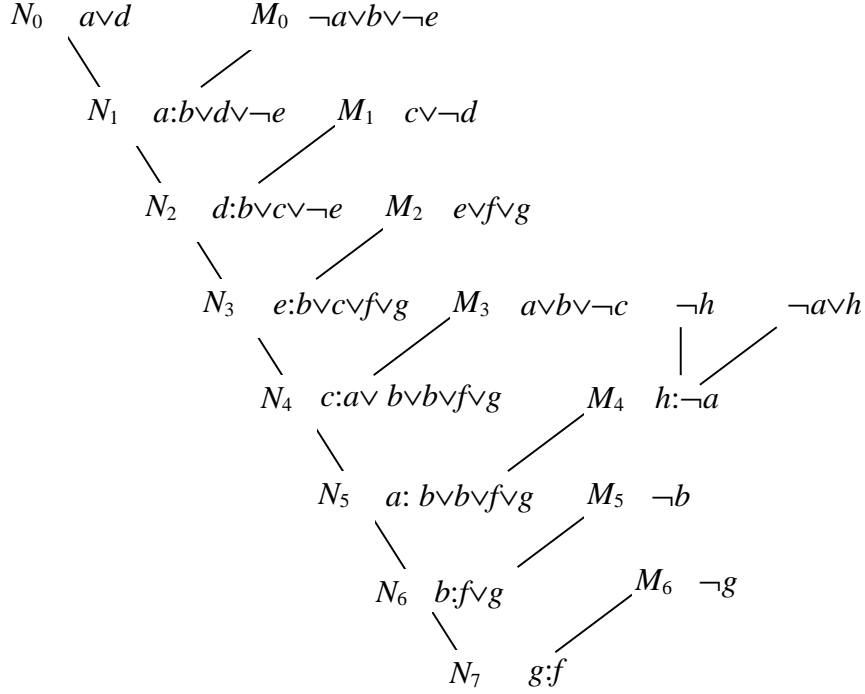 N₀ a∨d M₀ ¬a∨b∨¬e
N₁ a:b∨d∨¬e M₁ c∨¬d
N₂ d:b∨c∨¬e M₂ e∨f∨g
N₃ e:b∨c∨f∨g M₃ a∨b∨¬c ¬h ¬a∨h
N₄ c:a∨ b∨b∨f∨g M₄ h:¬a
N₅ a: b∨b∨f∨g M₅ ¬b
N₆ b:f∨g M₆ ¬g
N₇ g:f